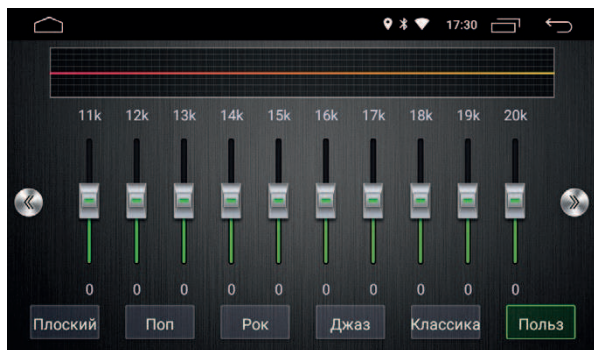 17:30
11k 12k 13k 14k 15k 16k 17k 18k 19k 20k
0 0 0 0 0 0 0 0 0 0
Плоский Поп Рок Джаз Классика Польз